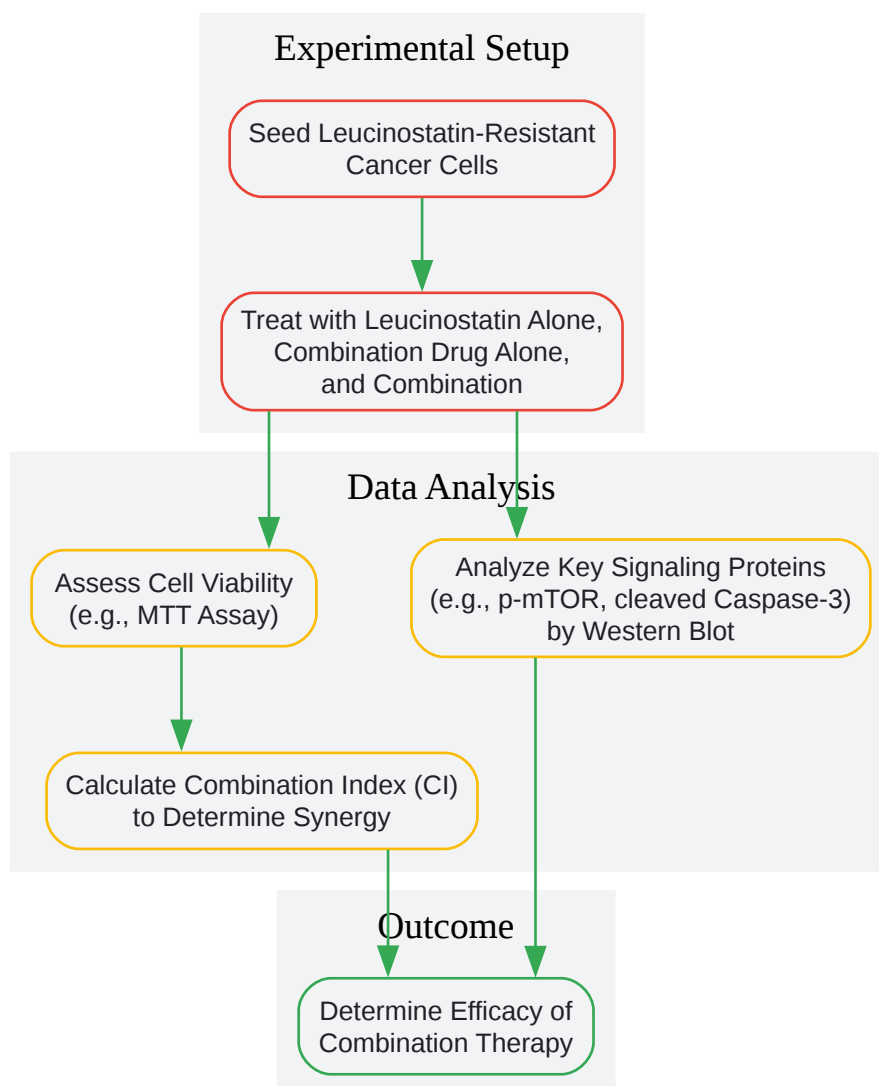 Experimental Setup
Seed Leucinostatin-Resistant
Cancer Cells
Treat with Leucinostatin Alone,
Combination Drug Alone,
and Combination
Data Analysis
Assess Cell Viability
(e.g., MTT Assay)
Analyze Key Signaling Proteins
(e.g., p-mTOR, cleaved Caspase-3)
by Western Blot
Calculate Combination Index (CI)
to Determine Synergy
Outcome
Determine Efficacy of
Combination Therapy